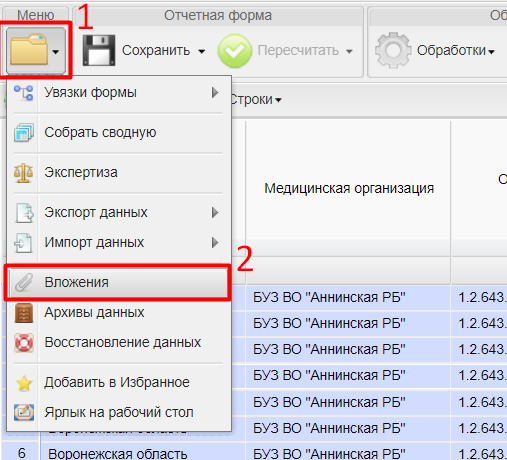 Меню
Отчетная форма
Об
1
Сохранить
Пересчитать
Обработки
Строки
Увязки формы
Собрать сводную
Экспертиза
Экспорт данных
Импорт данных
2
Вложения
Архивы данных
Восстановление данных
Добавить в Избранное
Ярлык на рабочий стол
Медицинская организация
О
БУЗ ВО "Аннинская РБ" 1.2.643.
БУЗ ВО "Аннинская РБ" 1.2.643.
БУЗ ВО "Аннинская РБ" 1.2.643.
БУЗ ВО "Аннинская РБ" 1.2.643.
БУЗ ВО "Аннинская РБ" 1.2.643.
Воронежская область БУЗ ВО "Аннинская РБ" 1.2.643.
6 Воронежская область БУЗ ВО "Аннинская РБ" 1.2.643.